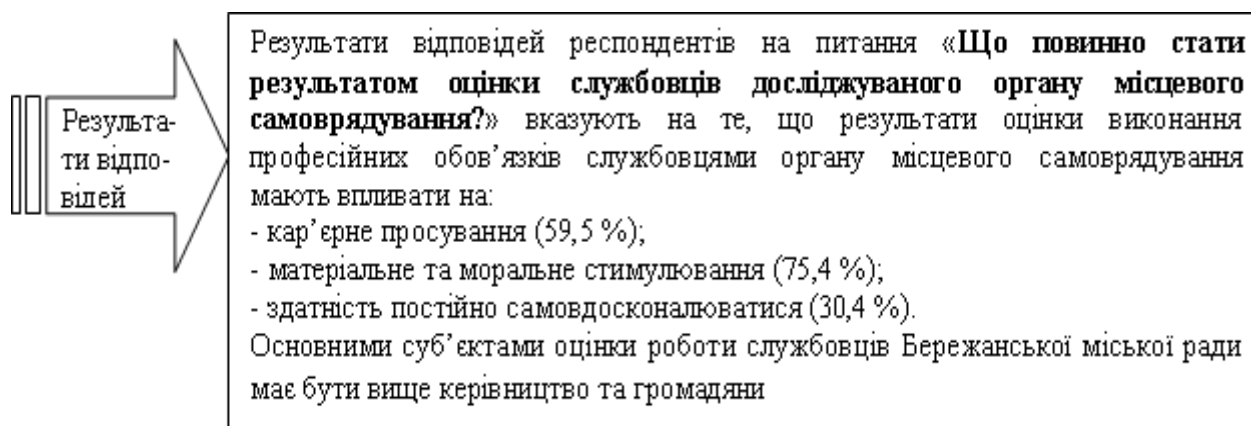 Результа-
ти відпо-
відей
Результати відповідей респондентів на питання «Що повинно стати
результатом оцінки службовців досліджуваного органу місцевого
самоврядування?» вказують на те, що результати оцінки виконання
професійних обов’язків службовцями органу місцевого самоврядування
мають впливати на:
- кар’єрне просування (59,5 %);
- матеріальне та моральне стимулювання (75,4 %);
- здатність постійно самовдосконалюватися (30,4 %).
Основними суб’єктами оцінки роботи службовців Бережанської міської ради
має бути вище керівництво та громадяни